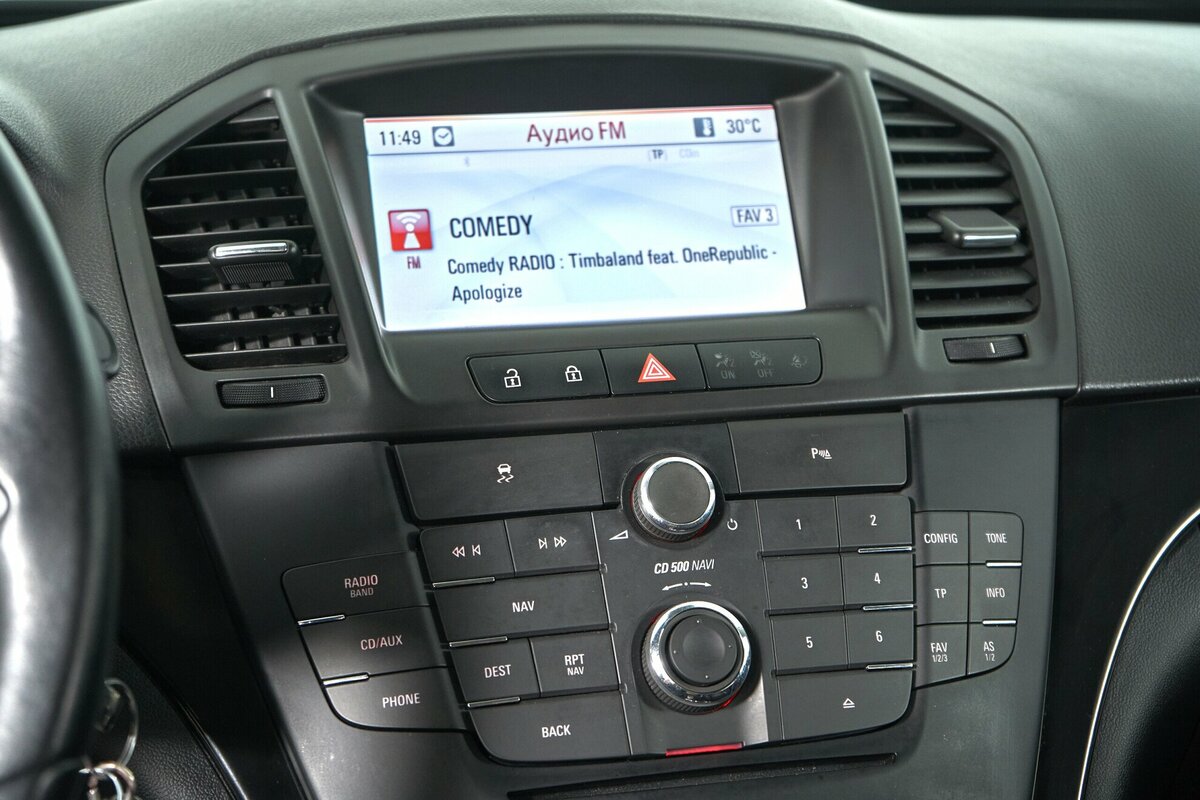 11:49
Аудио FM
30°C
TP
COMEDY
FAV 3
FM
Comedy RADIO : Timbaland feat. OneRepublic -
Apologize
ON
OFF
P
1
2
CONFIG
TONE
CD 500 NAVI
RADIO
BAND
NAV
3
4
TP
INFO
CD/AUX
DEST
RPT
NAV
5
6
FAV
1/2/3
AS
1/2
PHONE
BACK